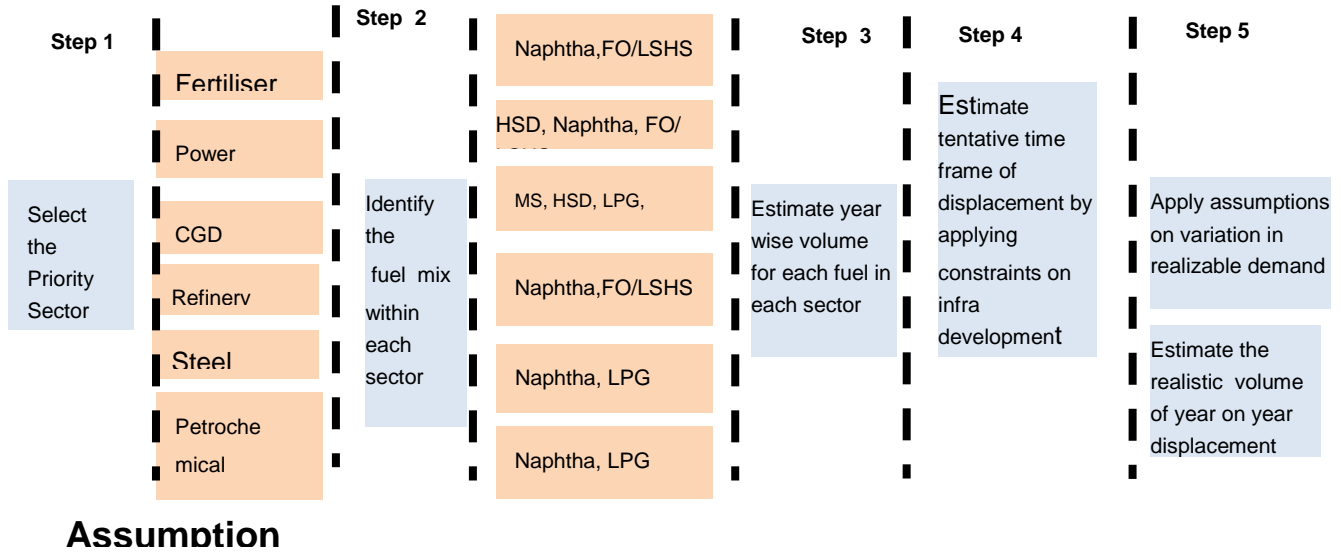 Step 1
Select
the
Priority
Sector
Fertiliser
Power
CGD
Refinery
Steel
Petroche
mical
Step 2
Identify
the
fuel mix
within
each
sector
Naphtha,FO/LSHS
HSD, Naphtha, FO/
MS, HSD, LPG,
Naphtha,FO/LSHS
Naphtha, LPG
Naphtha, LPG
Step 3
Estimate year
wise volume
for each fuel in
each sector
Step 4
Estimate
tentative time
frame of
displacement by
applying
constraints on
infra
development
Step 5
Apply assumptions
on variation in
realizable demand
Estimate the
realistic volume
of year on year
displacement
Assumption